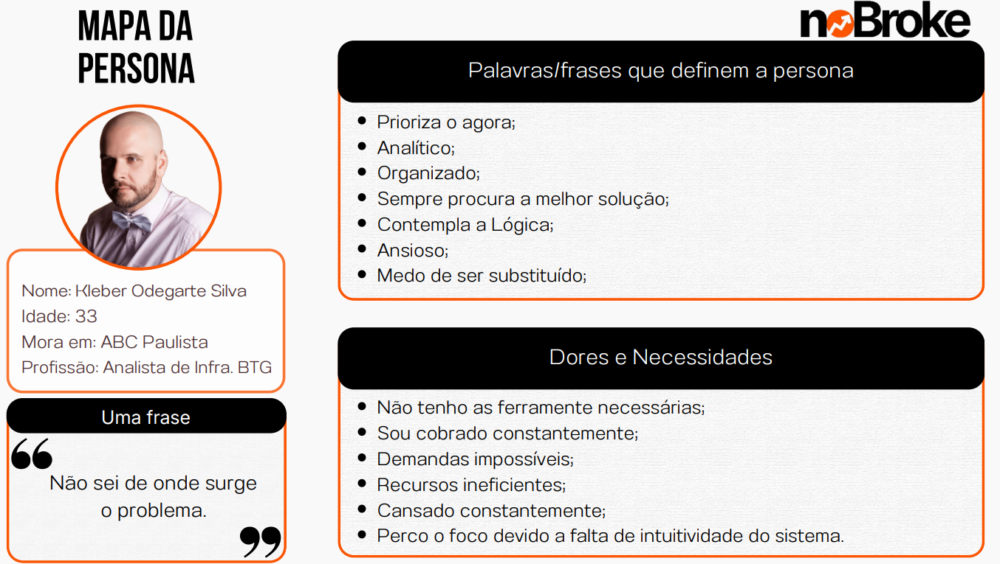 MAPA DA
PERSONA
Nome: Kleber Odegarte Silva
Idade: 33
Mora em: ABC Paulista
Profissão: Analista de Infra. BTG
Uma frase
“
Não sei de onde surge
o problema.
”
noBroke
Palavras/frases que definem a persona
• Prioriza o agora;
• Analítico;
• Organizado;
• Sempre procura a melhor solução;
• Contempla a Lógica;
• Ansioso;
• Medo de ser substituído;
Dores e Necessidades
• Não tenho as ferramente necessárias;
• Sou cobrado constantemente;
• Demandas impossíveis;
• Recursos ineficientes;
• Cansado constantemente;
• Perco o foco devido a falta de intuitividade do sistema.